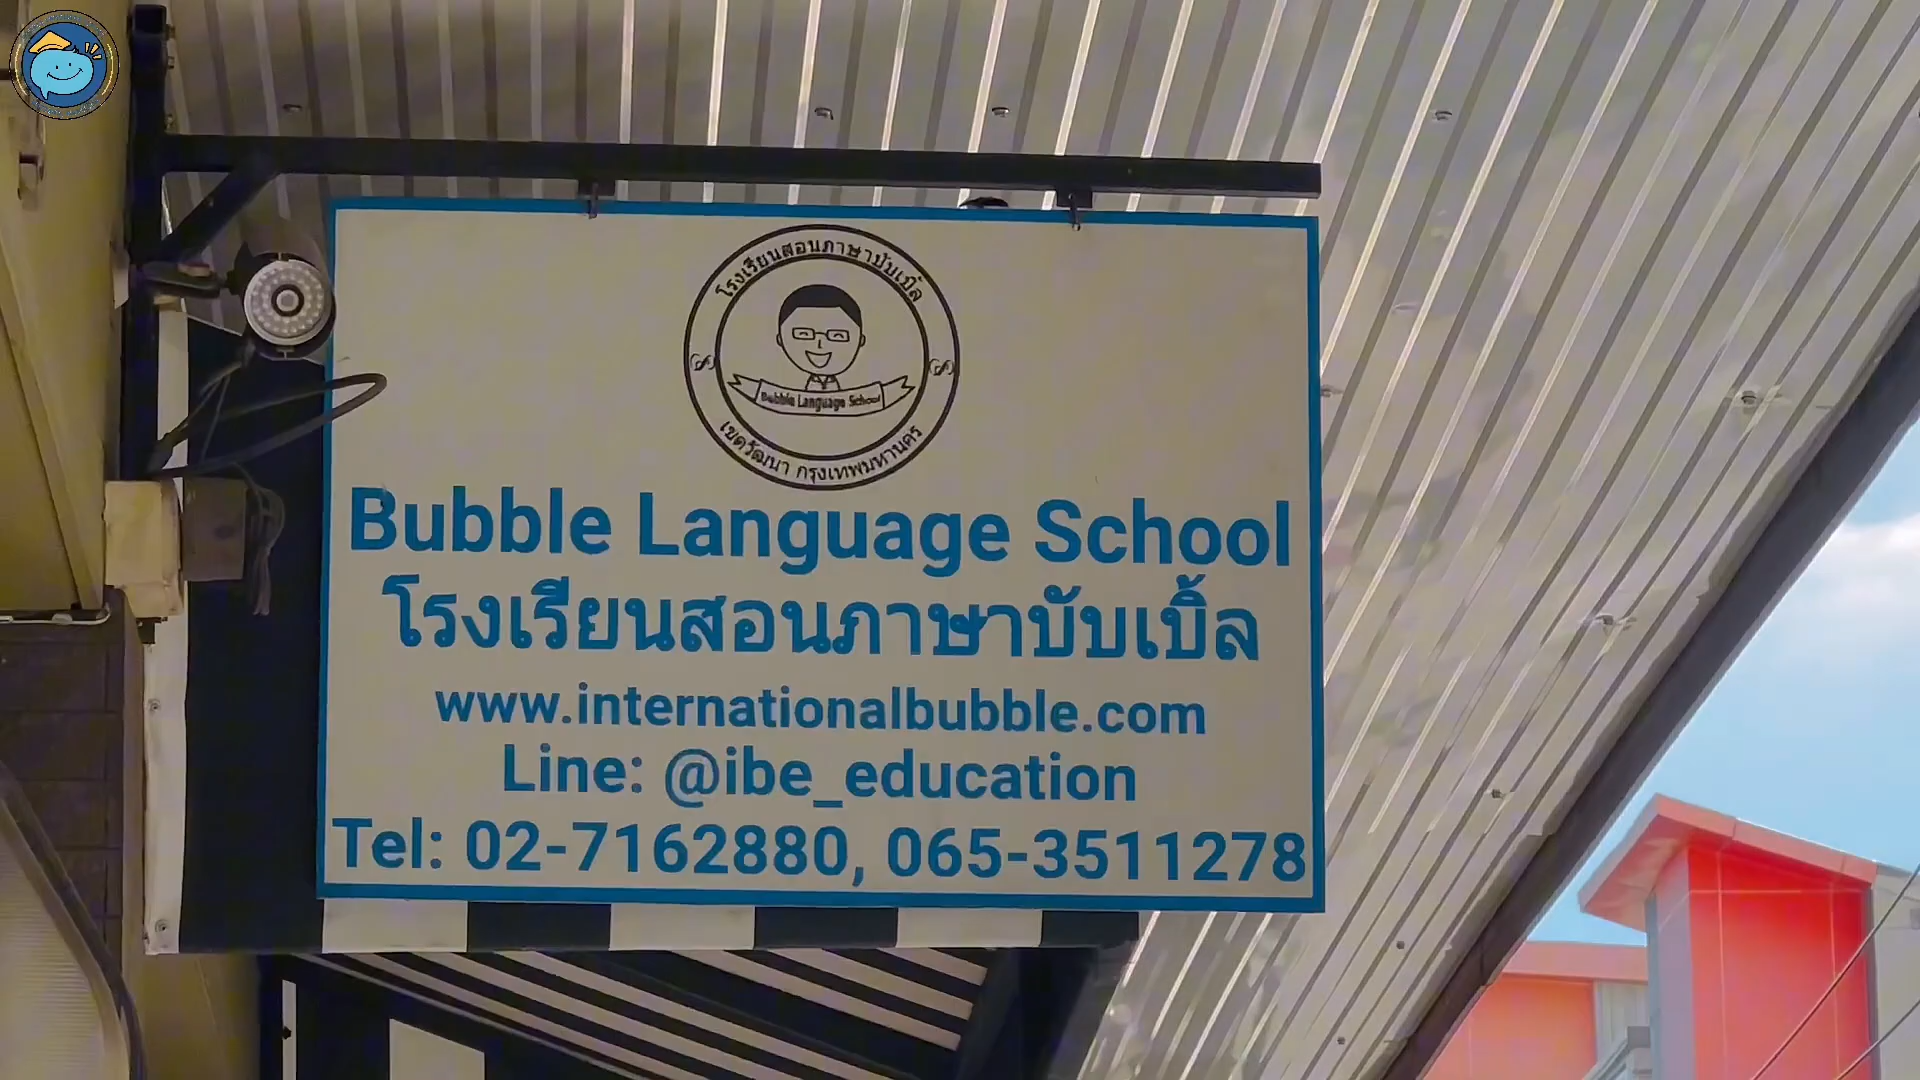 โรงเรียนสอนภาษาบับเบิ้ล
Bubble Language School
เขตวัฒนา กรุงเทพมหานคร
Bubble Language School
โรงเรียนสอนภาษาบับเบิ้ล
www.internationalbubble.com
Line: @ibe_education
Tel: 02-7162880, 065-3511278